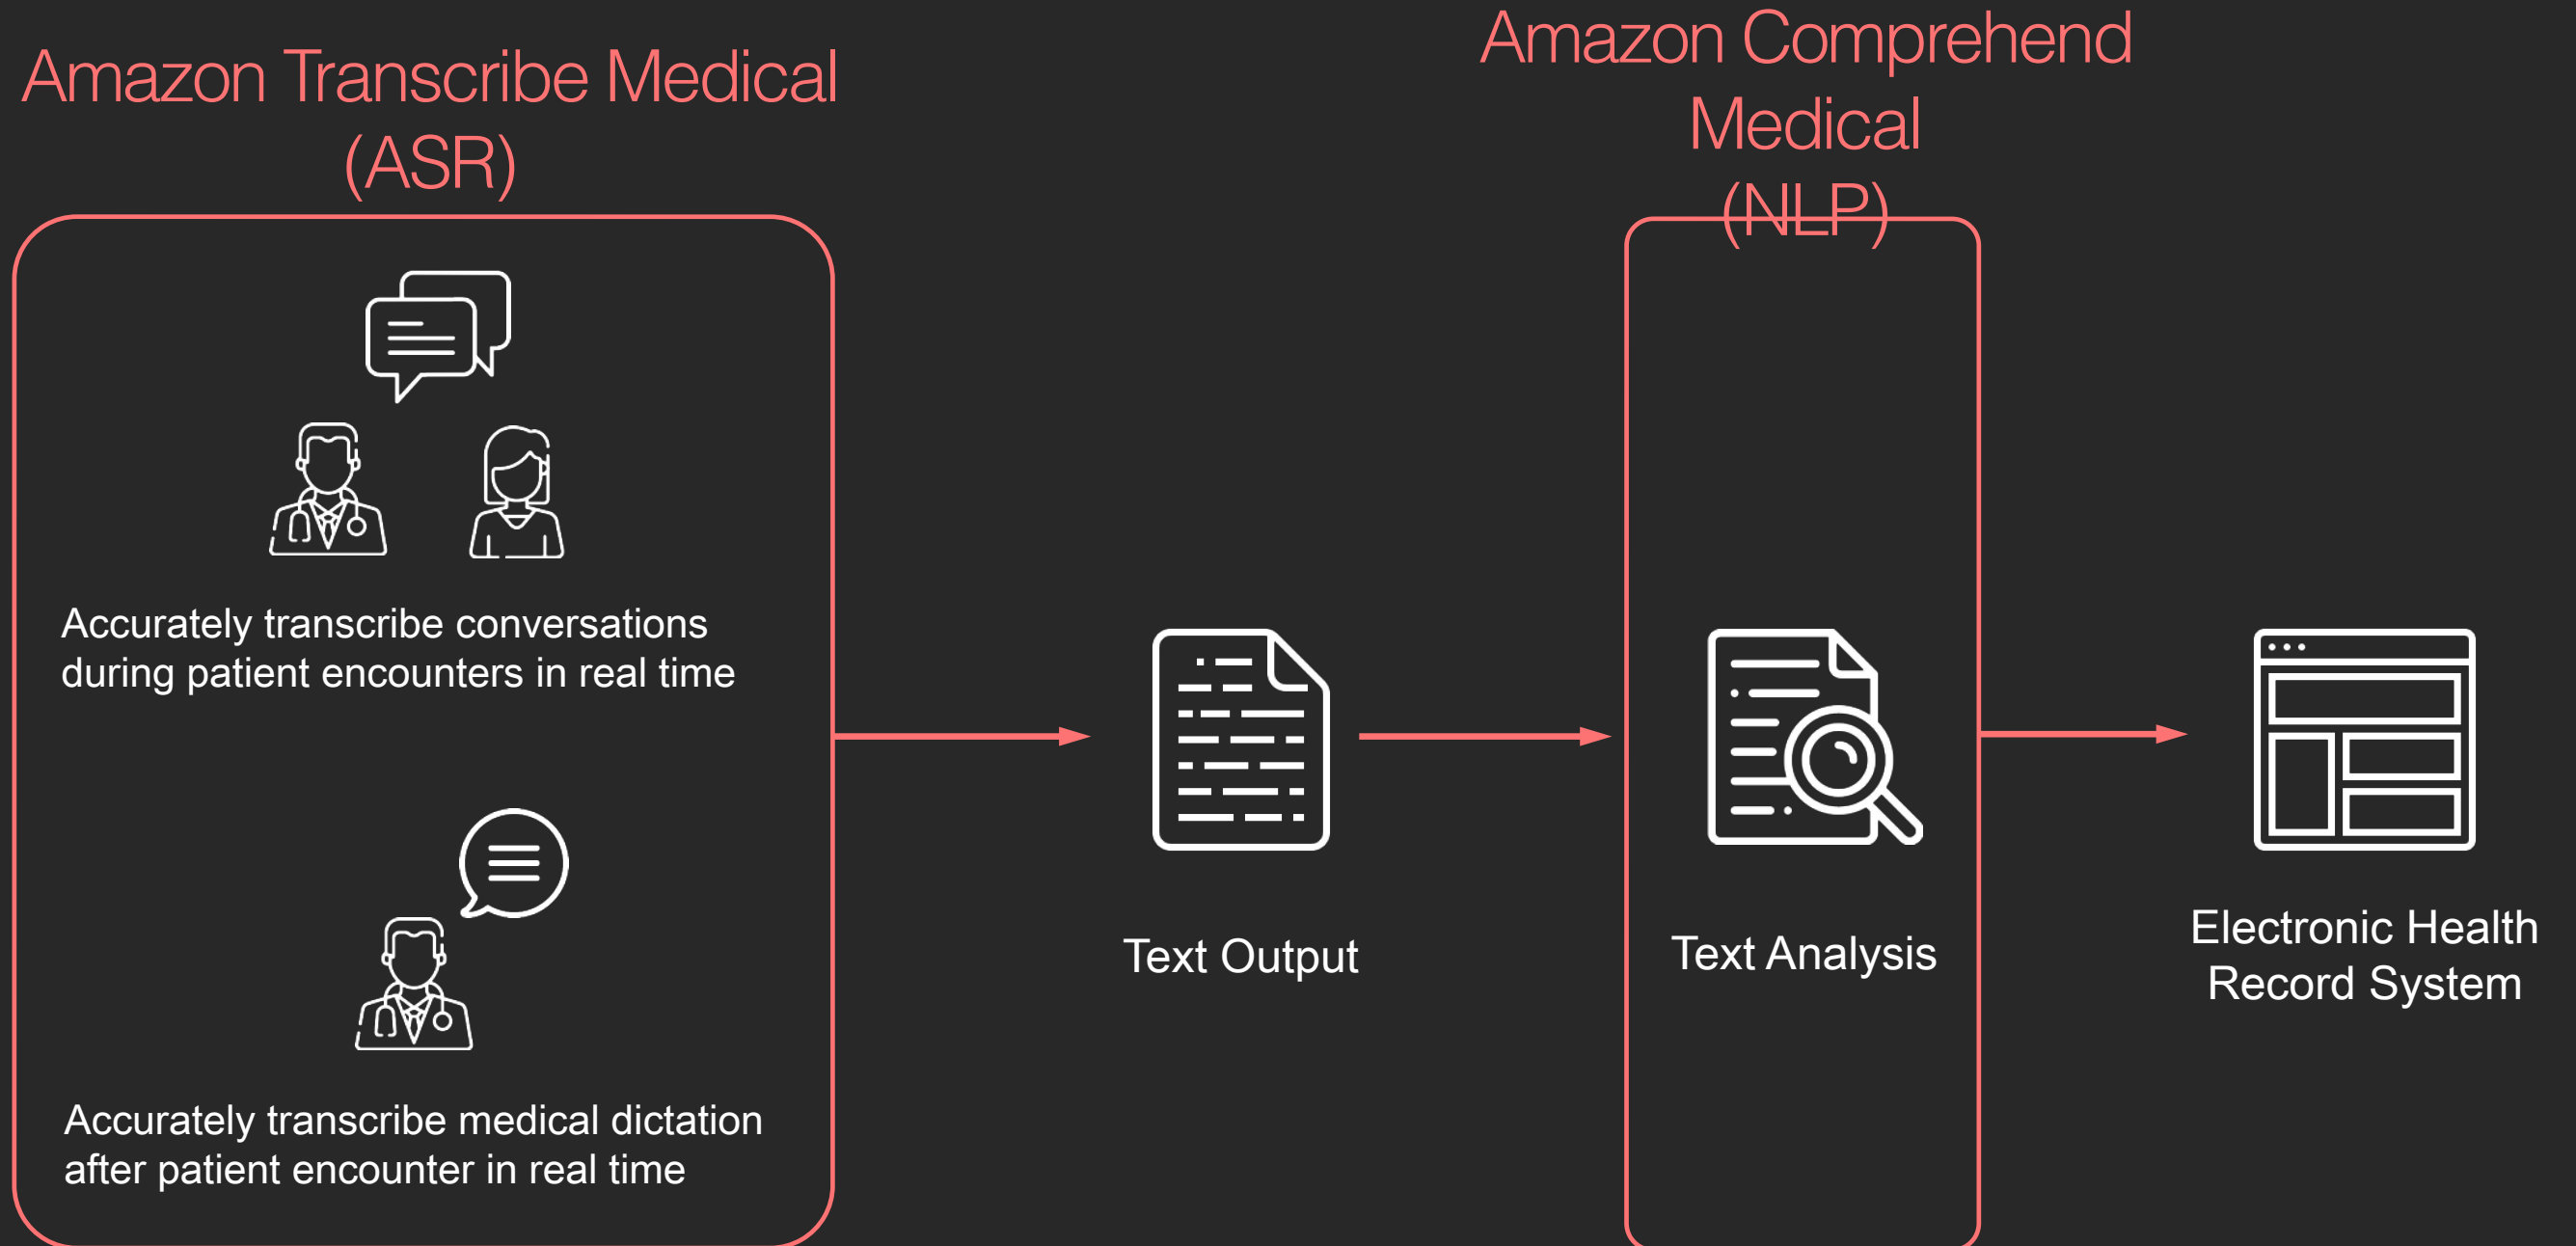 Amazon Transcribe Medical
(ASR)
Accurately transcribe conversations
during patient encounters in real time
Accurately transcribe medical dictation
after patient encounter in real time
Text Output
Amazon Comprehend
Medical
(NLP)
Text Analysis
Electronic Health
Record System